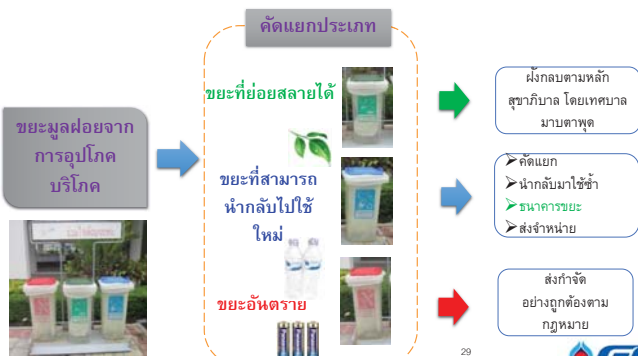 คัดแยกประเภท
ขยะมูลฝอยจาก
การอุปโภค
บริโภค
ขยะที่ย่อยสลายได้
ฝังกลบตามหลัก
สุขาภิบาล โดยเทศบาล
มาบตาพุด
ขยะที่สามารถ
นำกลับไปใช้
ใหม่
➢คัดแยก
➢นำกลับมาใช้ซ้ำ
➢ธนาคารขยะ
➢ส่งจำหน่าย
ขยะอันตราย
ส่งกำจัด
อย่างถูกต้องตาม
กฎหมาย
29